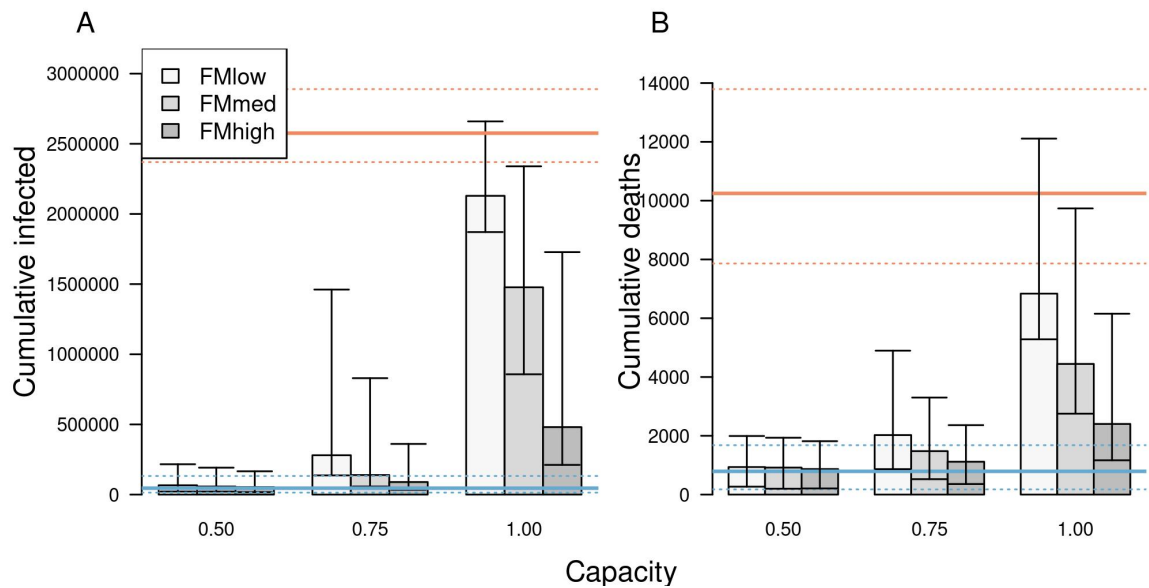 A
Cumulative infected
3000000
2500000
2000000
1500000
1000000
500000
0
FMlow
FMmed
FMhigh
0.50 0.75 1.00
B
Cumulative deaths
14000
12000
10000
8000
6000
4000
2000
0
0.50 0.75 1.00
Capacity